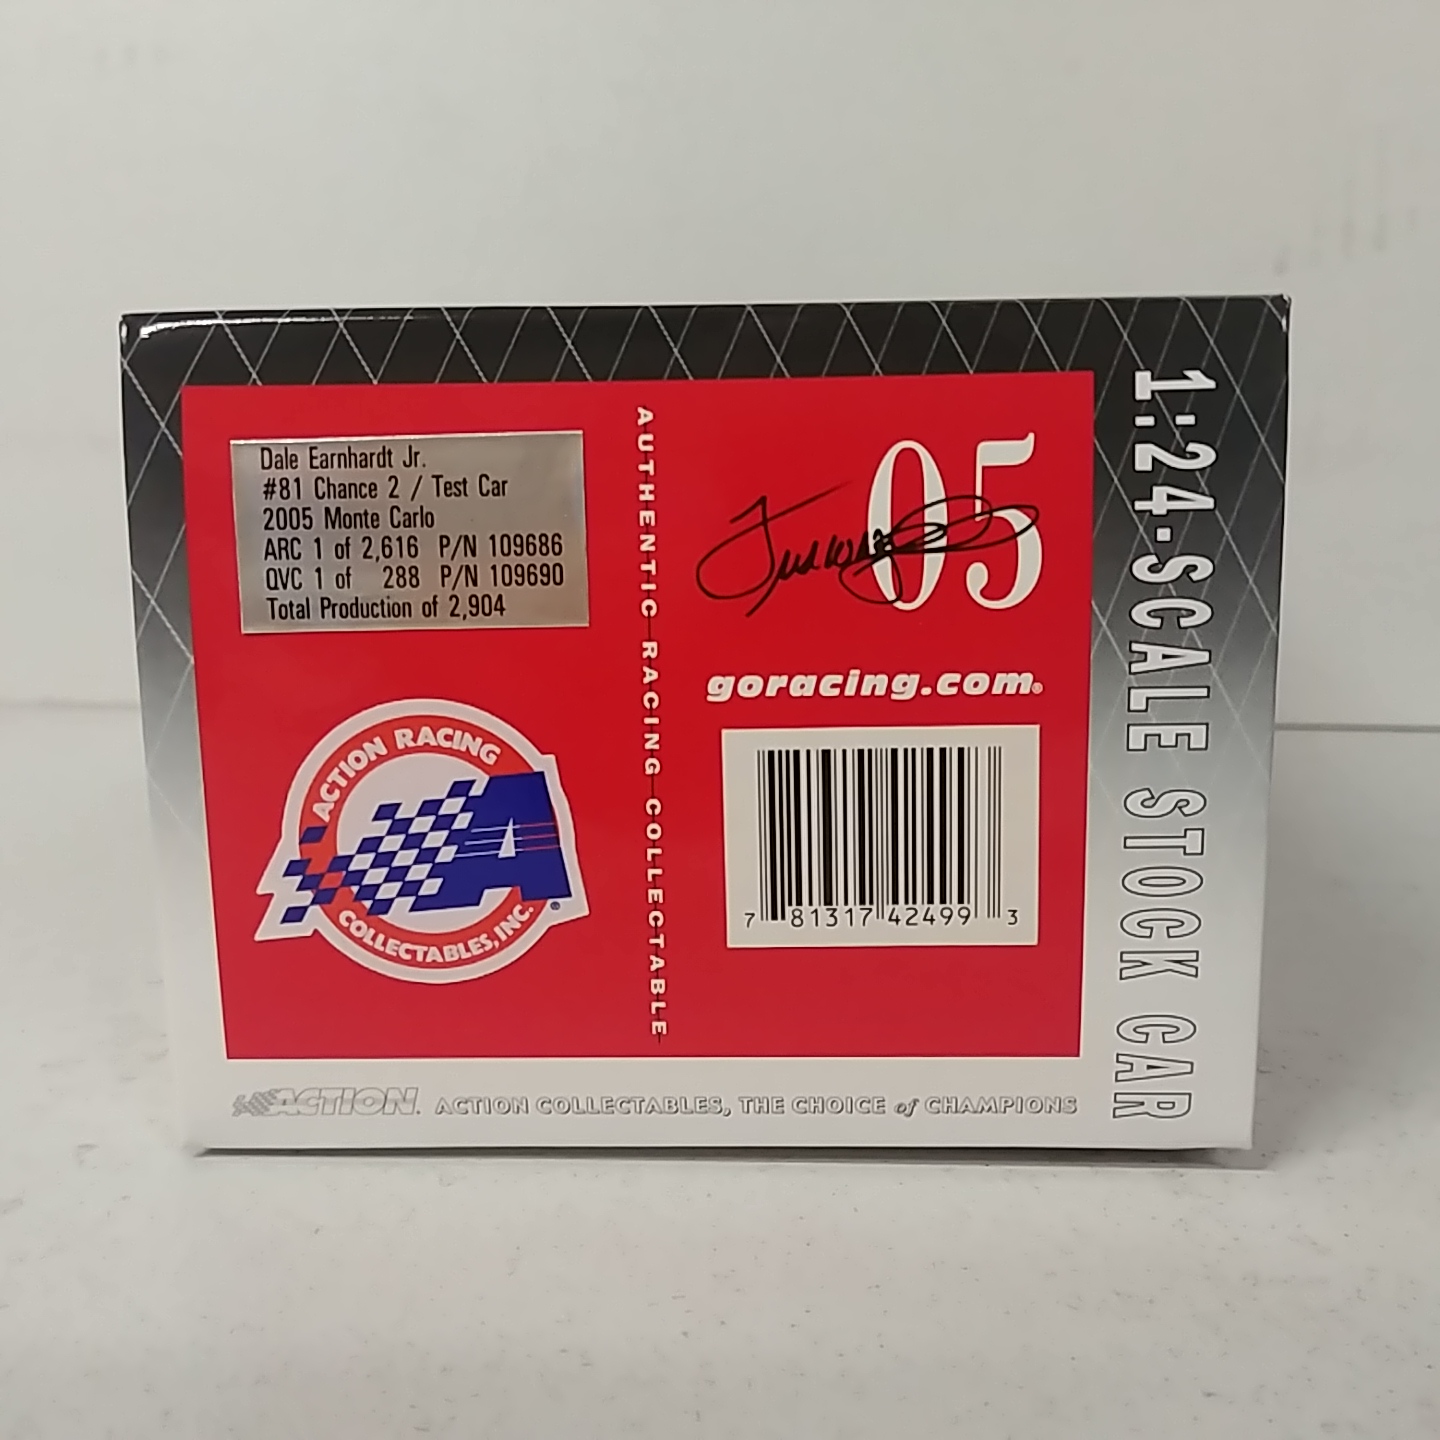 Dale Earnhardt Jr.
#81 Chance 2 / Test Car
2005 Monte Carlo
ARC 1 of 2,616 P/N 109686
QVC 1 of 288 P/N 109690
Total Production of 2,904
ACTION RACING
A
COLLECTABLES, INC.®
AUTHENTIC RACING COLLECTABLE
05
goracing.com®
7 81317 42499 3
1:24-SCALE STOCK CAR
ACTION. ACTION COLLECTABLES, THE CHOICE of CHAMPIONS